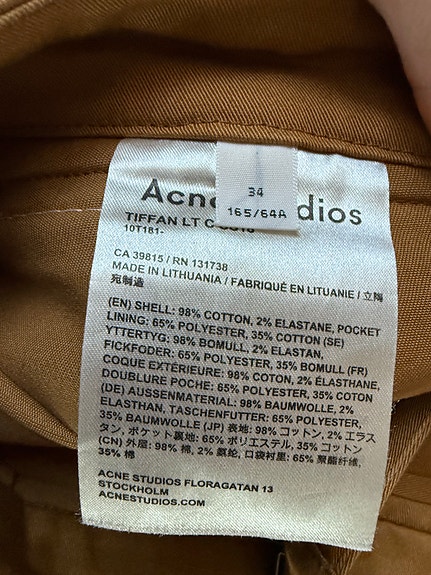 34
165/64A
Acne Studios
TIFFAN LT C
10T181-
CA 39815 / RN 131738
MADE IN LITHUANIA / FABRIQUÉ EN LITUANIE / 立陶
宛制造
(EN) SHELL: 98% COTTON, 2% ELASTANE, POCKET
LINING: 65% POLYESTER, 35% COTTON (SE)
YTTERTYG: 98% BOMULL, 2% ELASTAN,
FICKFODER: 65% POLYESTER, 35% BOMULL (FR)
COQUE EXTÉRIEURE: 98% COTON, 2% ÉLASTHANE,
DOUBLURE POCHE: 65% POLYESTER, 35% COTON
(DE) AUSSENMATERIAL: 98% BAUMWOLLE, 2%
ELASTHAN, TASCHENFUTTER: 65% POLYESTER,
35% BAUMWOLLE (JP) 表地: 98% コットン, 2% エラス
タン, ポケット裏地: 65% ポリエステル, 35% コットン
(CN) 外层: 98% 棉, 2% 氨纶, 口袋衬里: 65% 聚酯纤维,
35% 棉
ACNE STUDIOS FLORAGATAN 13
STOCKHOLM
ACNESTUDIOS.COM